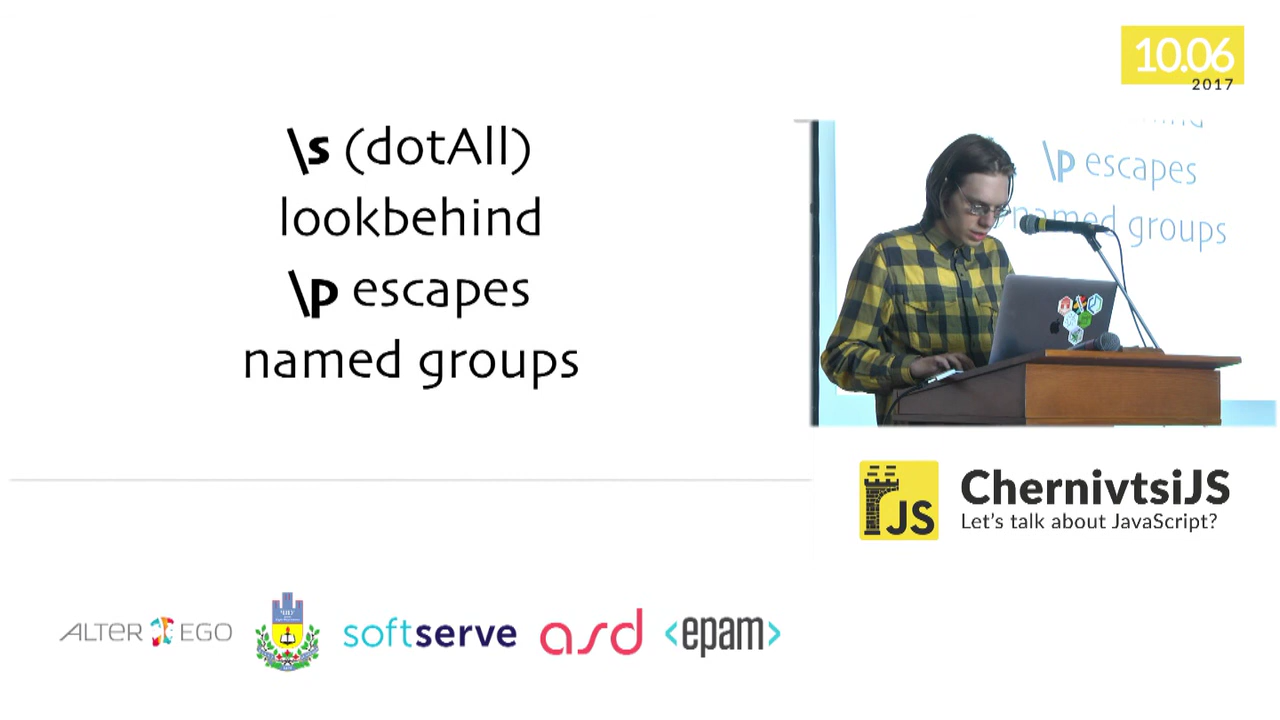 \s (dotAll)
lookbehind
\p escapes
named groups
10.06
2017
\p escapes
named groups
JS
ChernivtsiJS
Let's talk about JavaScript?
ALTER EGO
softserve
asd
<epam>